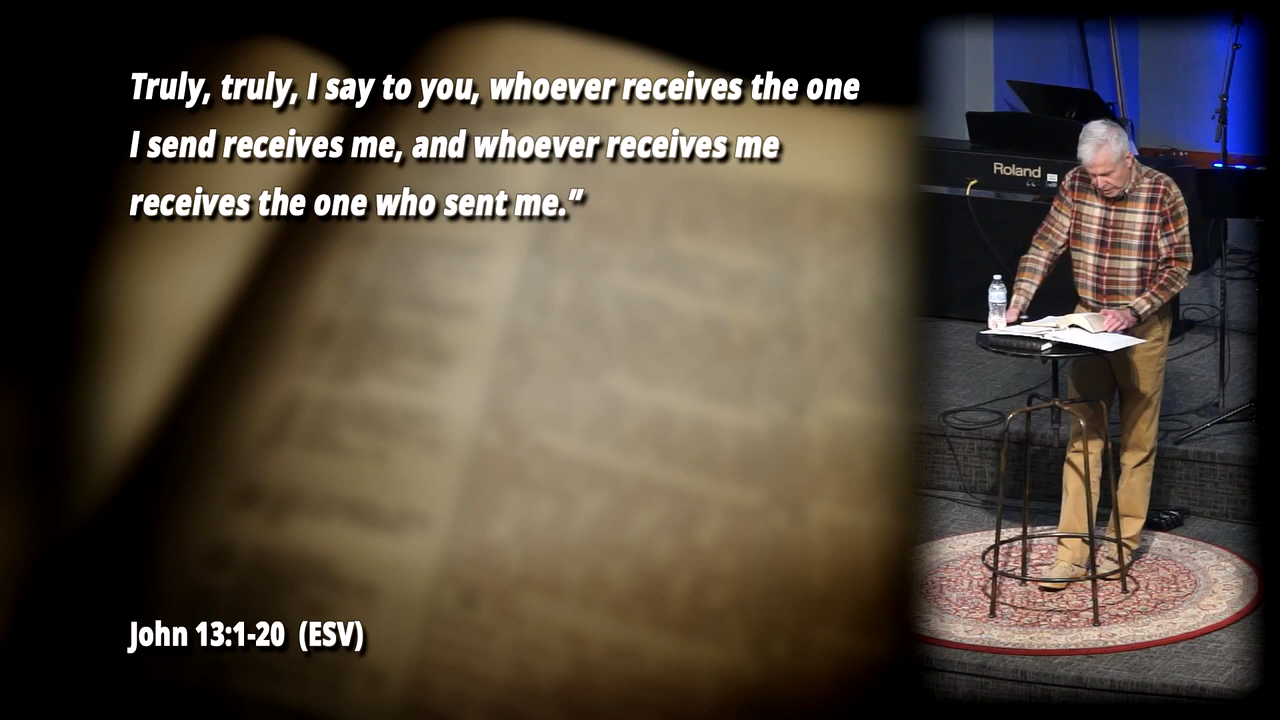 Truly, truly, I say to you, whoever receives the one
I send receives me, and whoever receives me
receives the one who sent me.”
John 13:1-20 (ESV)
Roland